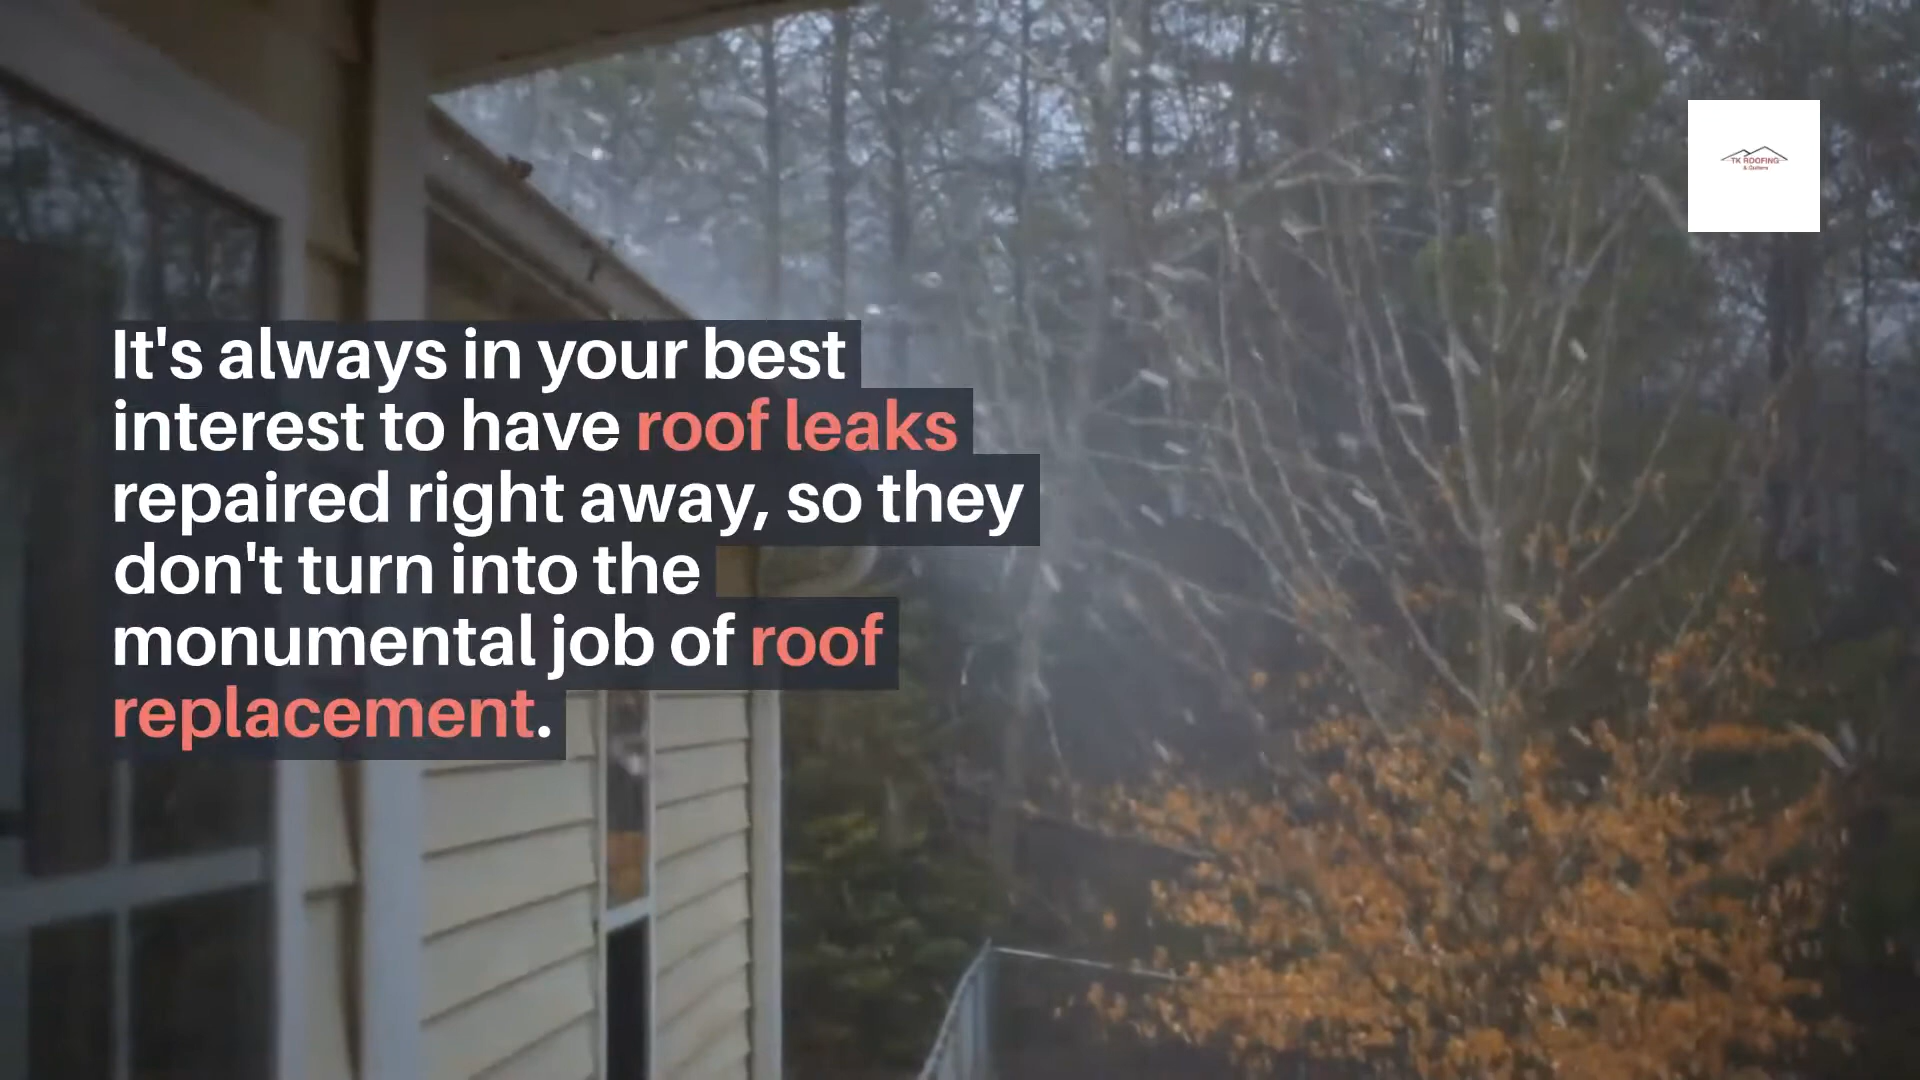 It's always in your best
interest to have roof leaks
repaired right away, so they
don't turn into the
monumental job of roof
replacement.
TK ROOFING
& Gutters